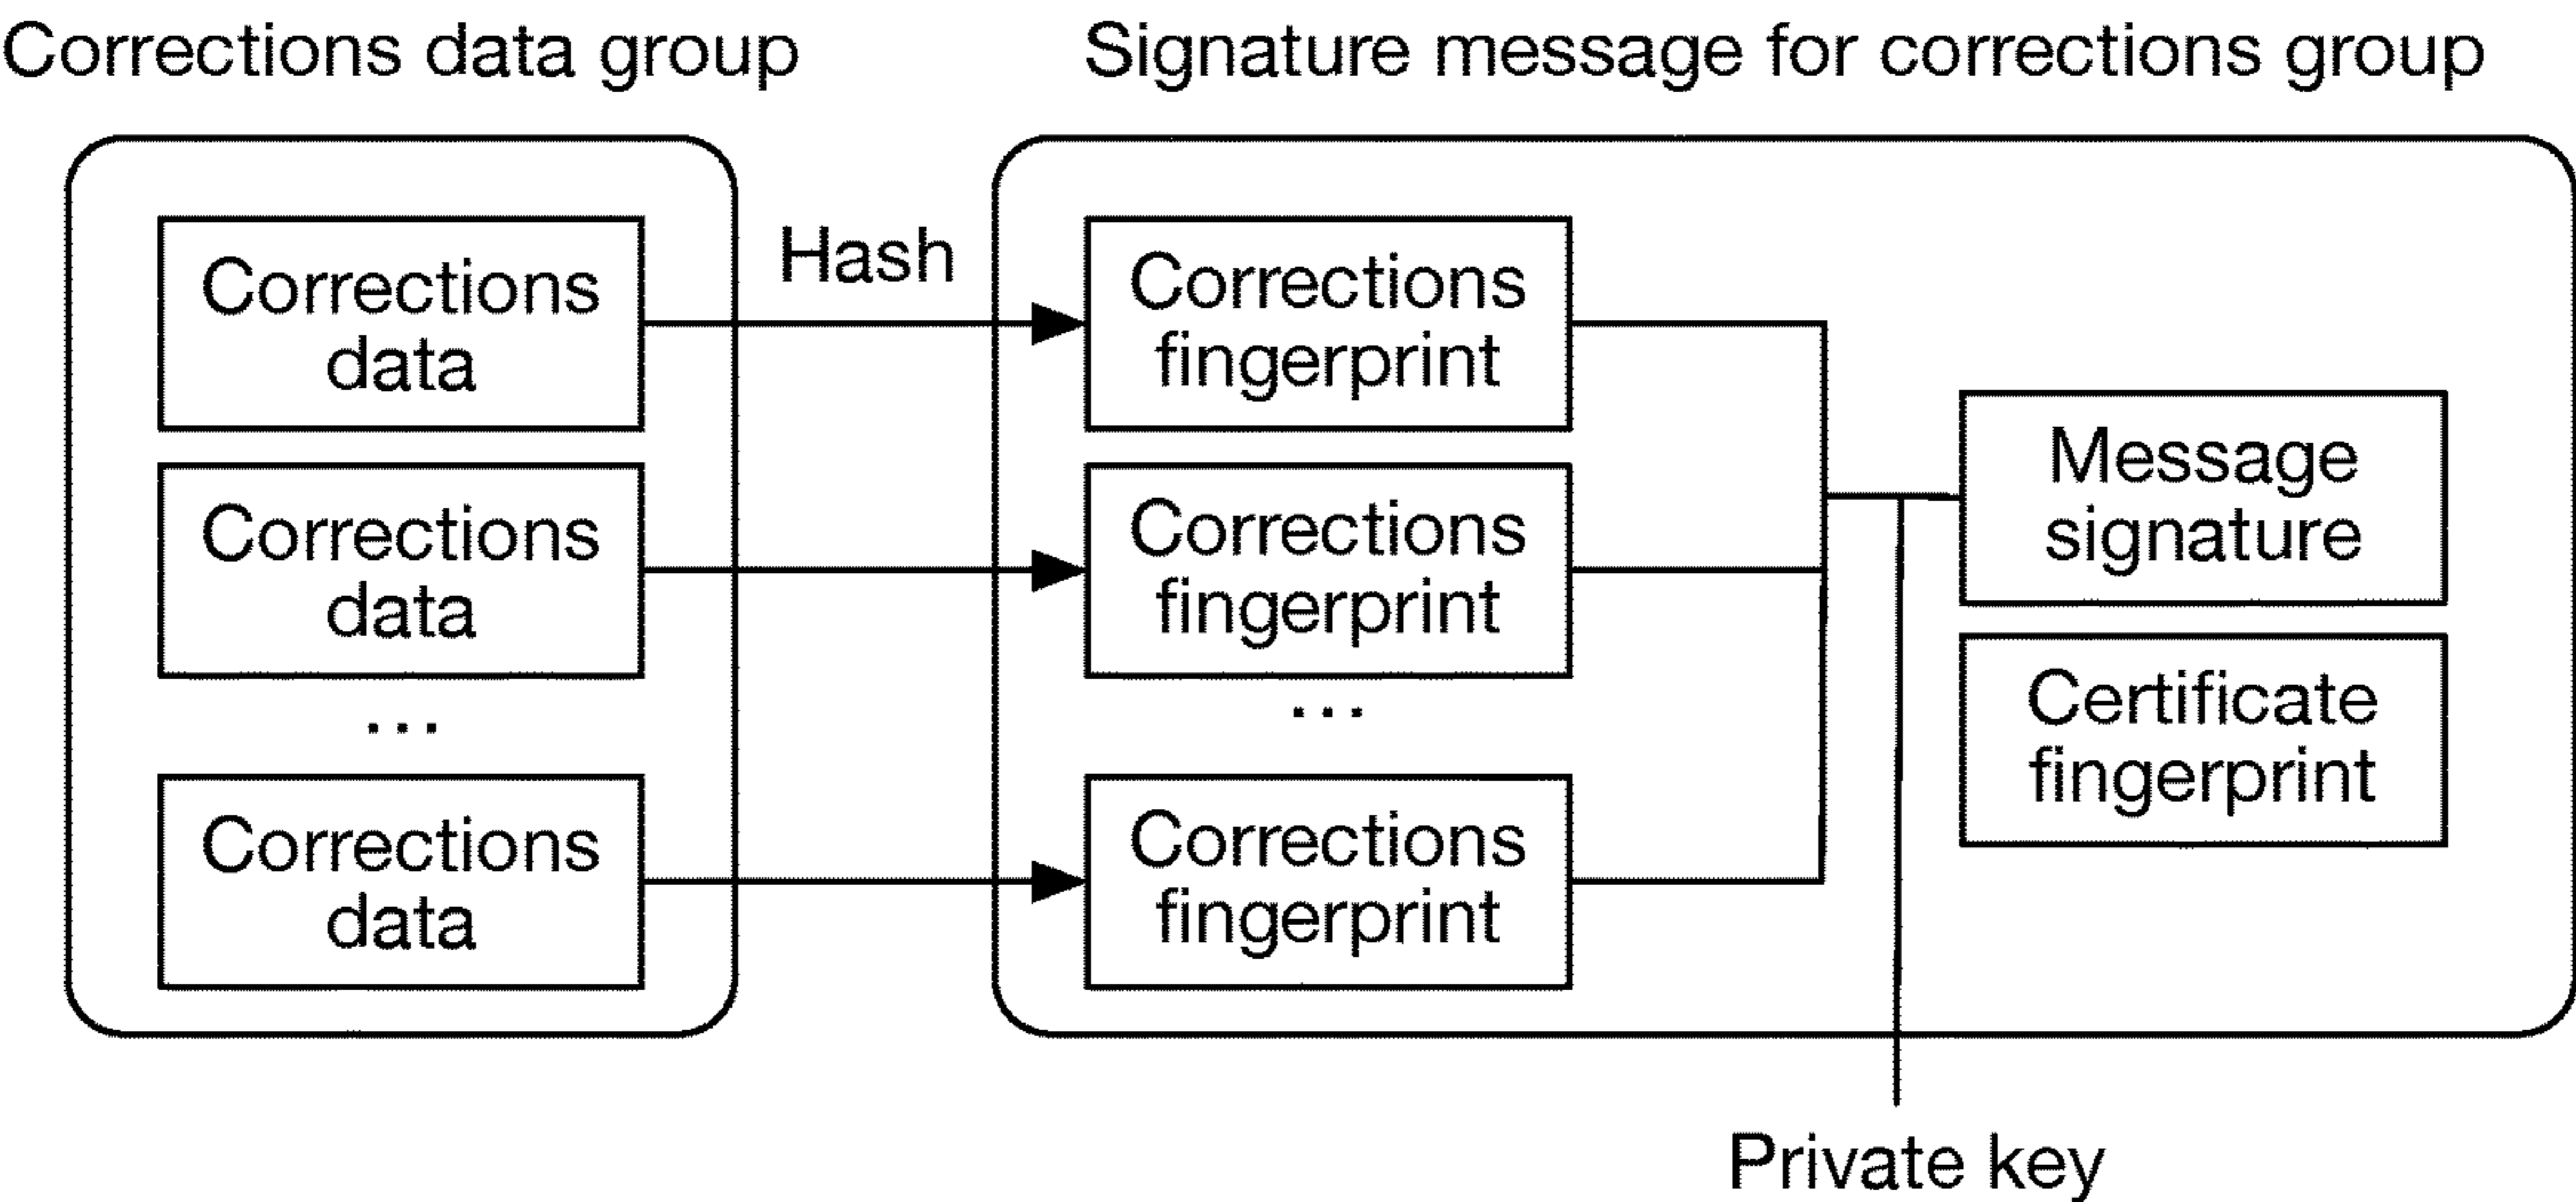 Corrections data group
Signature message for corrections group
Corrections
data
Hash
Corrections
fingerprint
Corrections
data
Corrections
fingerprint
...
...
Corrections
data
Corrections
fingerprint
Message
signature
Certificate
fingerprint
Private key